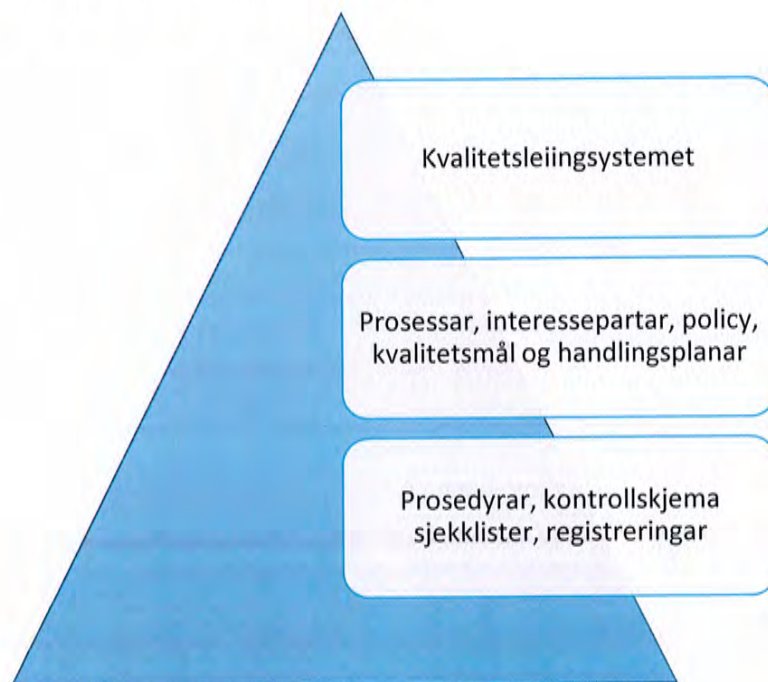 Kvalitetsleiingsystemet
Prosessar, interessepartar, policy,
kvalitetsmål og handlingsplanar
Prosedyrar, kontrollskjema
sjekklister, registreringar